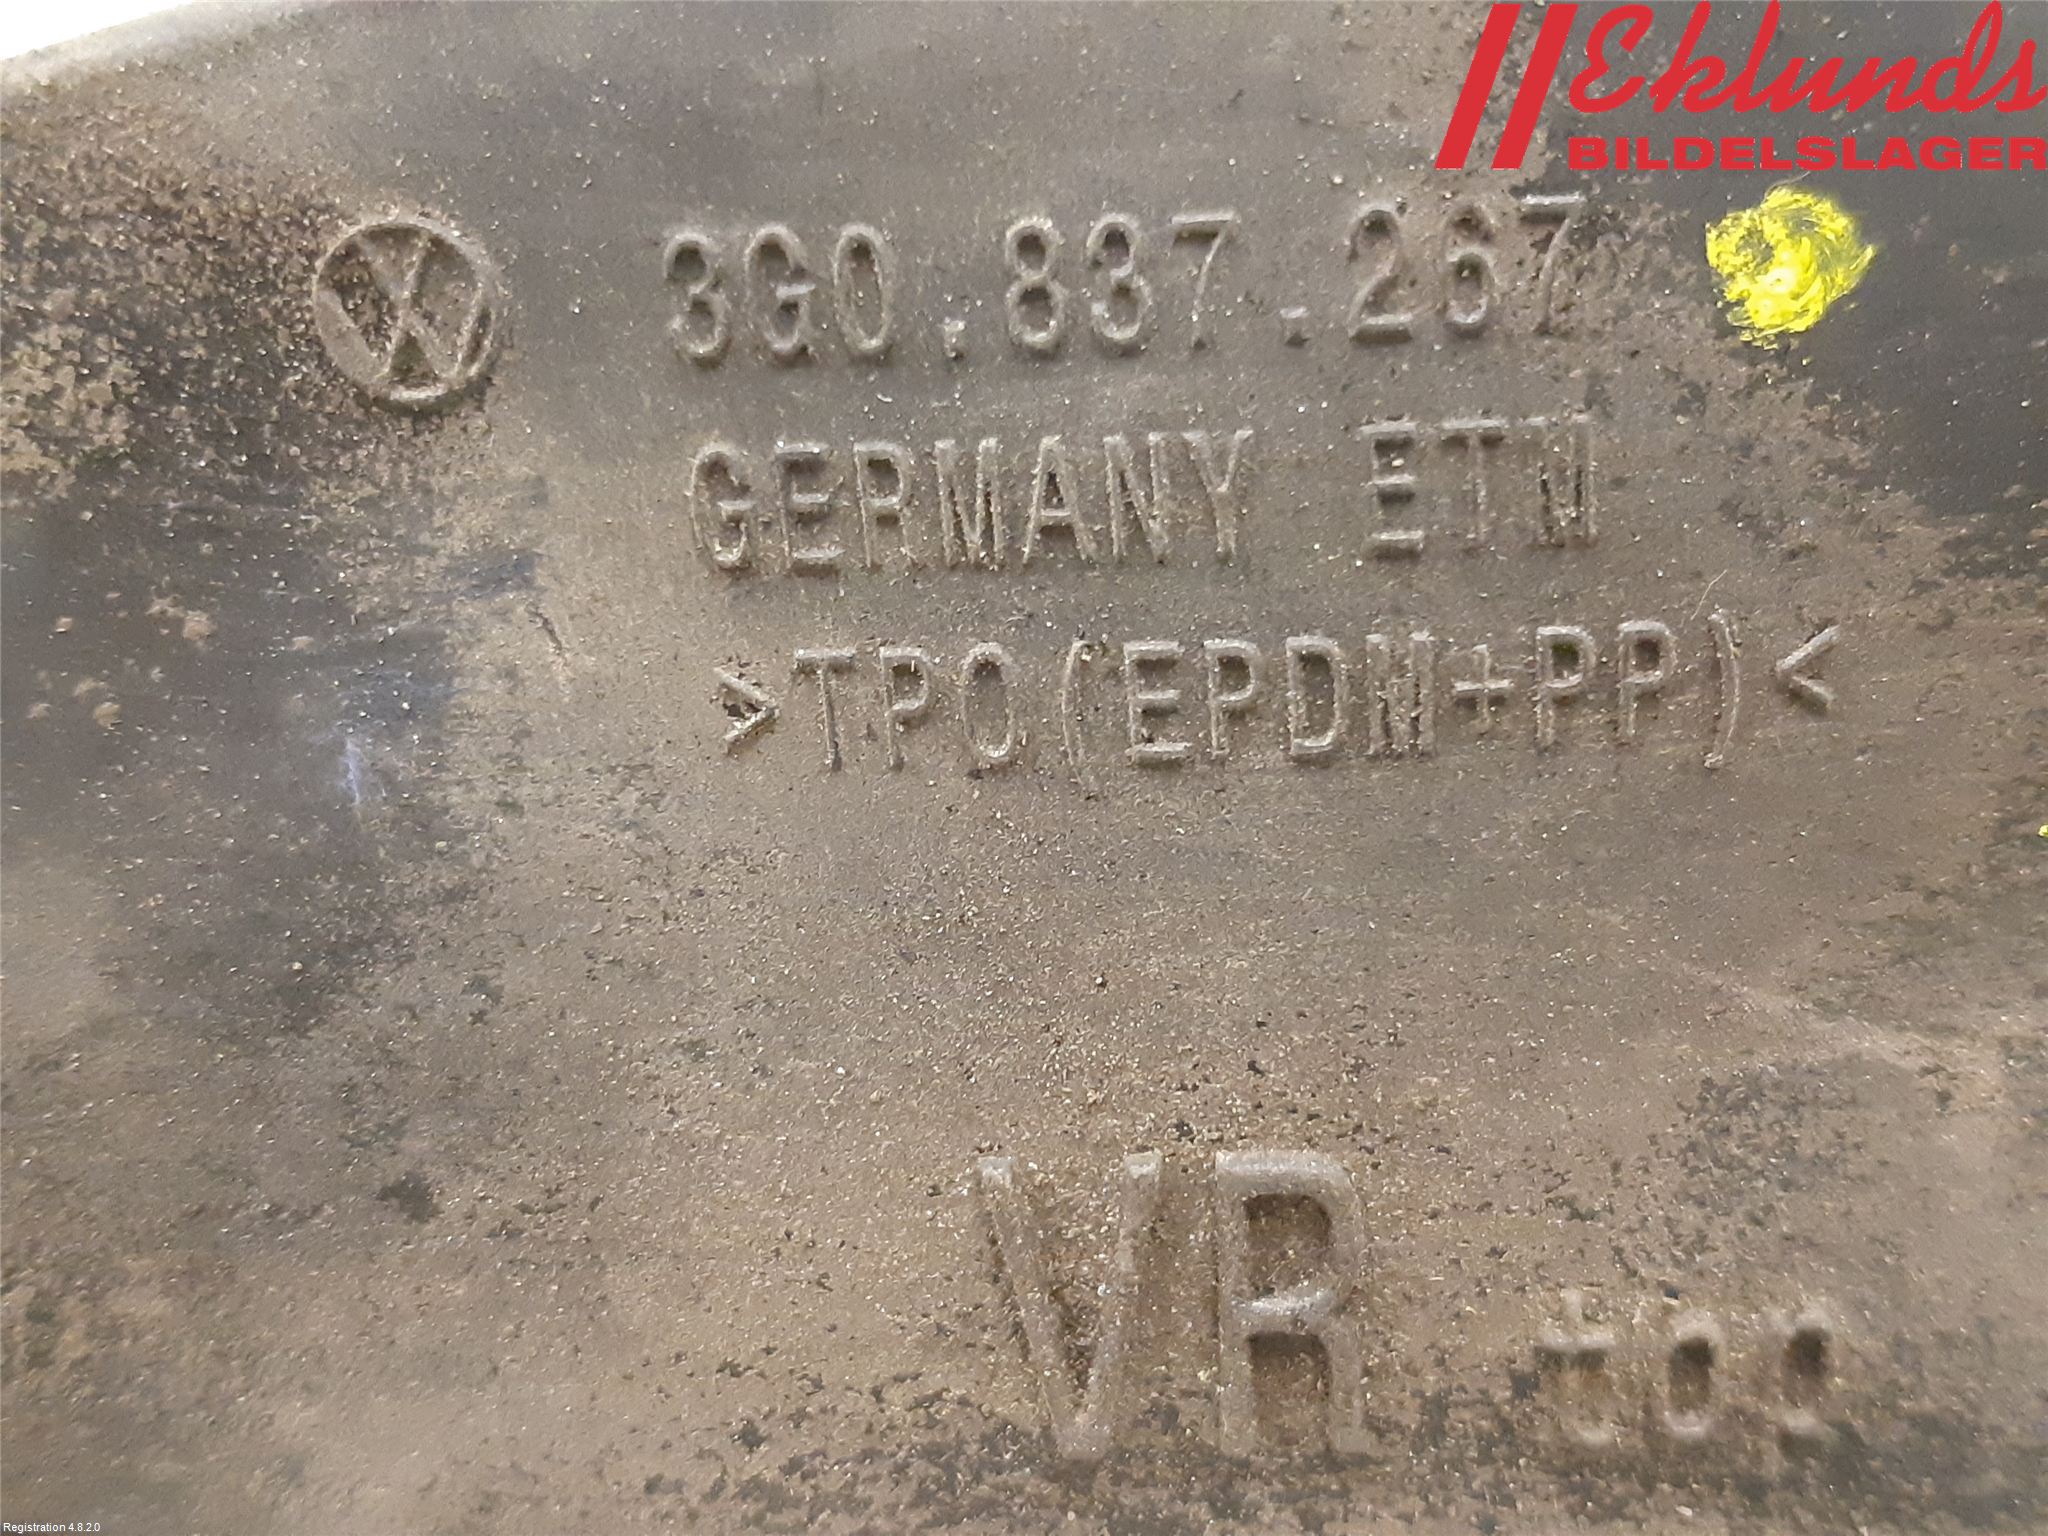 Eklunds
BILDELSLAGER
3G0.837.267
GERMANY ETM
>TPO(EPDM+PP)<
VR
Registration 4.8.2.0